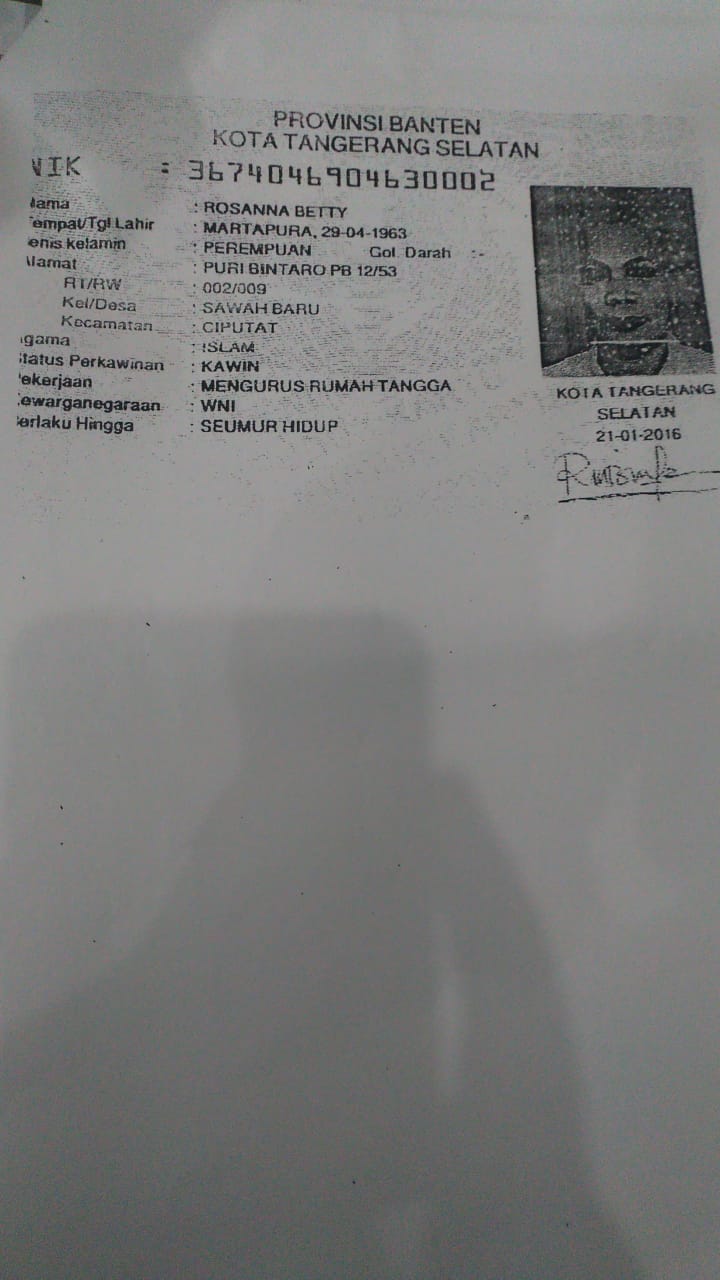 PROVINSI BANTEN
KOTA TANGERANG SELATAN
NIK : 3674046904630002
Nama : ROSANNA BETTY
Tempat/Tgl Lahir : MARTAPURA, 29-04-1963
Jenis kelamin : PEREMPUAN Gol. Darah :-
Alamat : PURI BINTARO PB 12/53
RT/RW : 002/009
Kel/Desa : SAWAH BARU
Kecamatan : CIPUTAT
Agama : ISLAM
Status Perkawinan : KAWIN
Pekerjaan : MENGURUS RUMAH TANGGA
Kewarganegaraan : WNI
Berlaku Hingga : SEUMUR HIDUP
KOTA TANGERANG
SELATAN
21-01-2016